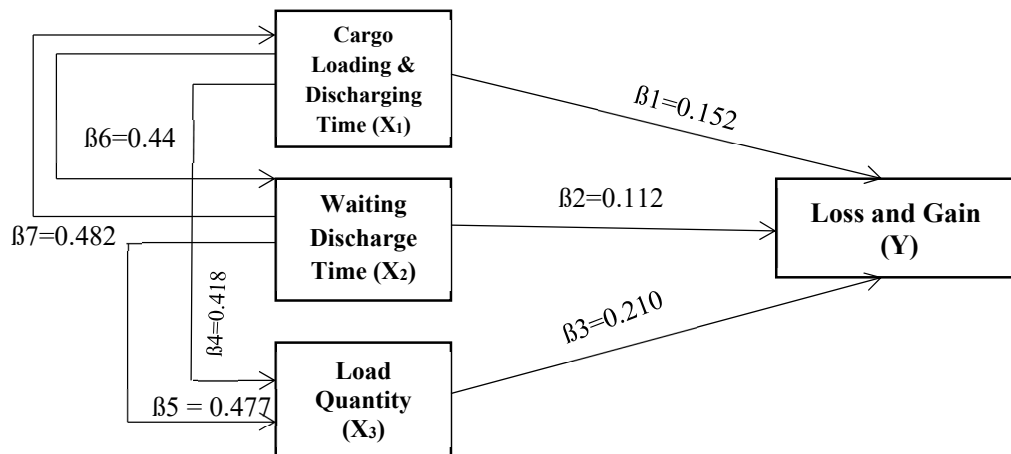 Cargo
Loading &
Discharging
Time (X₁)
ß1=0.152
ß6=0.44
Waiting
Discharge
Time (X₂)
ß2=0.112
Loss and Gain
(Y)
ß7=0.482
ß4=0.418
ß3=0.210
Load
Quantity
(X₃)
ß5 = 0.477